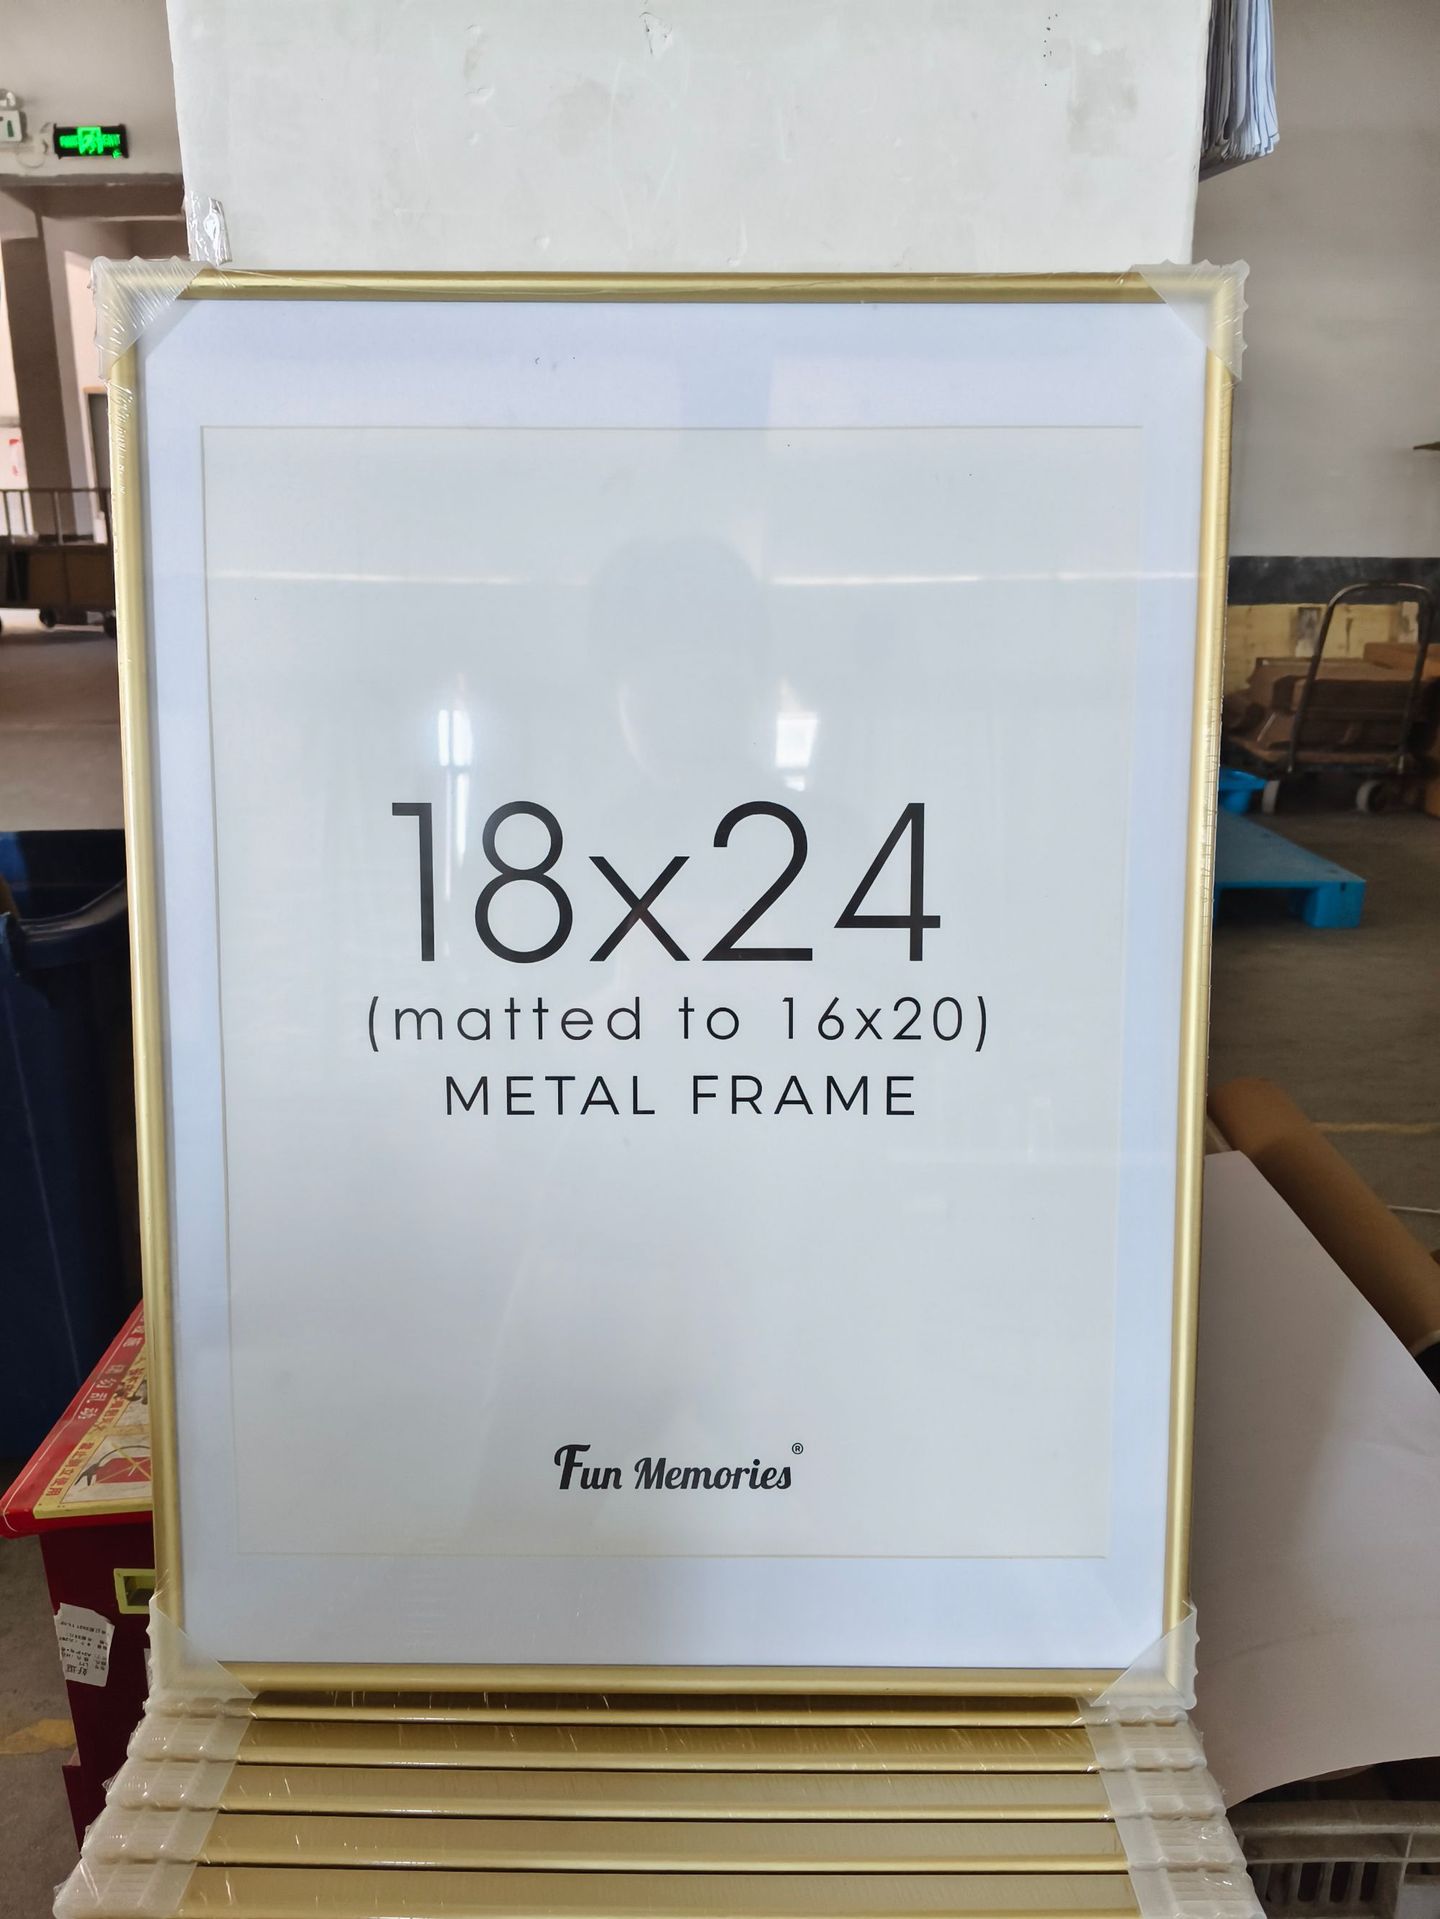 18x24
(matted to 16x20)
METAL FRAME
Fun Memories®